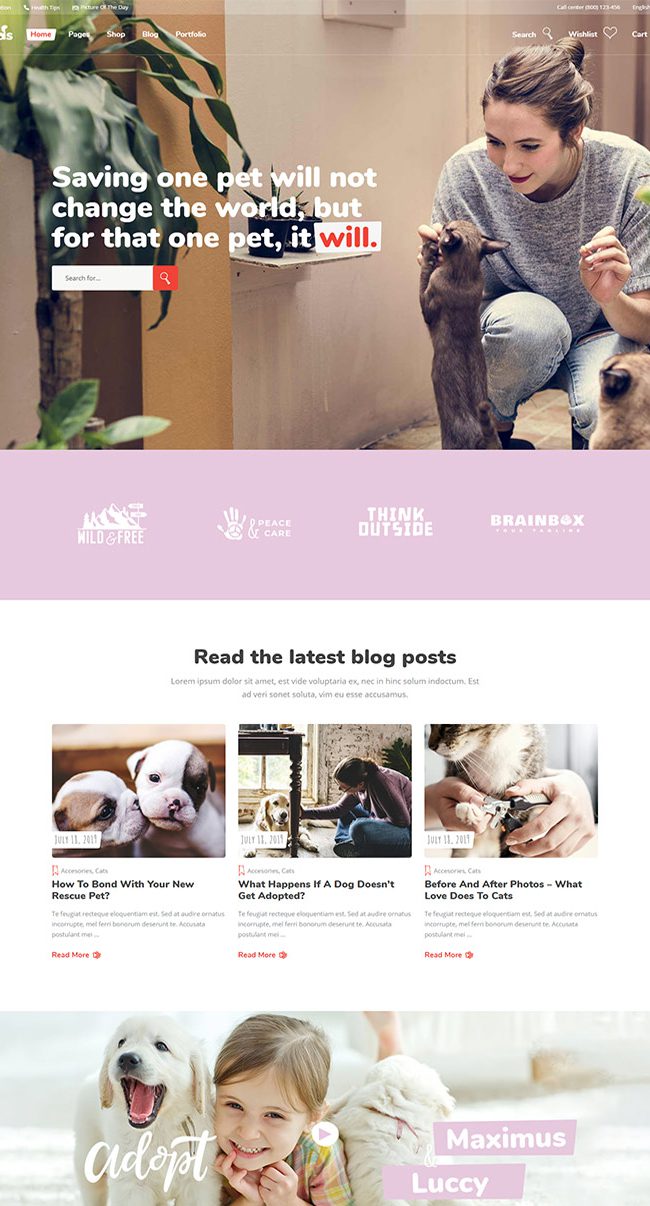 Health Tips
Picture Of The Day
Call center (800) 123-456
English
Home
Pages
Shop
Blog
Portfolio
Search
Wishlist
Cart
Saving one pet will not
change the world, but
for that one pet, it will.
Search for...
WILD & FREE
PEACE
& CARE
THINK
OUTSIDE
BRAINBOX
YOUR TAGLINE
Read the latest blog posts
Lorem ipsum dolor sit amet, est vide voluptaria ex, nec in hinc solum indoctum. Est
ad veri sonet soluta, vim eu esse accusamus.
July 18, 2019
Accesories, Cats
How To Bond With Your New
Rescue Pet?
Te feugiat recteque eloquentiam est. Sed at audire ornatus
incorrupte, mel ferri bonorum deserunt te. Accusata
postulant mei ...
Read More
July 18, 2019
Accesories, Cats
What Happens If A Dog Doesn't
Get Adopted?
Te feugiat recteque eloquentiam est. Sed at audire ornatus
incorrupte, mel ferri bonorum deserunt te. Accusata
postulant mei ...
Read More
July 18, 2019
Accesories, Cats
Before And After Photos – What
Love Does To Cats
Te feugiat recteque eloquentiam est. Sed at audire ornatus
incorrupte, mel ferri bonorum deserunt te. Accusata
postulant mei ...
Read More
adopt
Maximus
&
Luccy